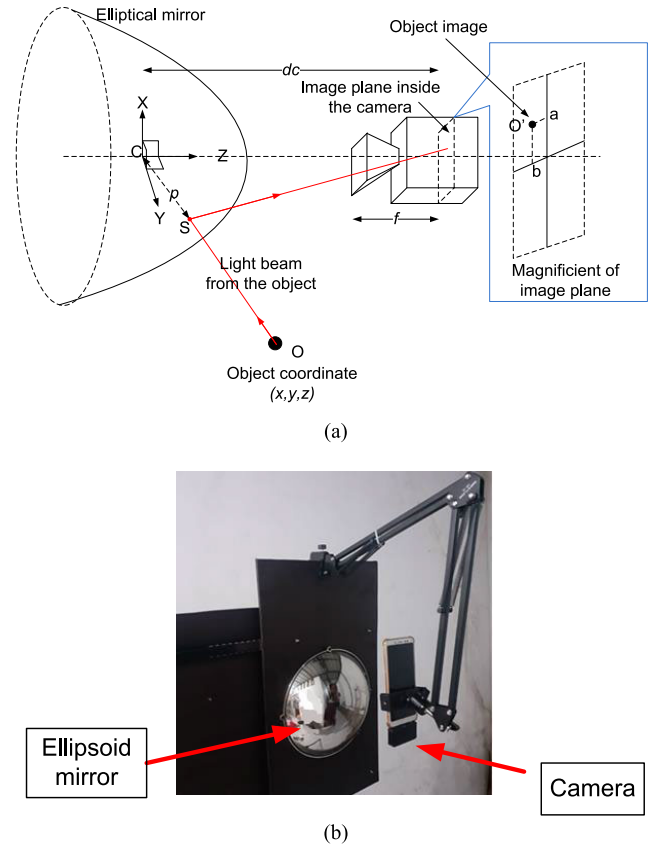 Elliptical mirror
Object image
dc
Image plane inside
the camera
X
O'
a
C
Z
b
p
Y
S
f
Light beam
from the object
Magnificient of
image plane
O
Object coordinate
(x,y,z)
(a)
Ellipsoid
mirror
Camera
(b)